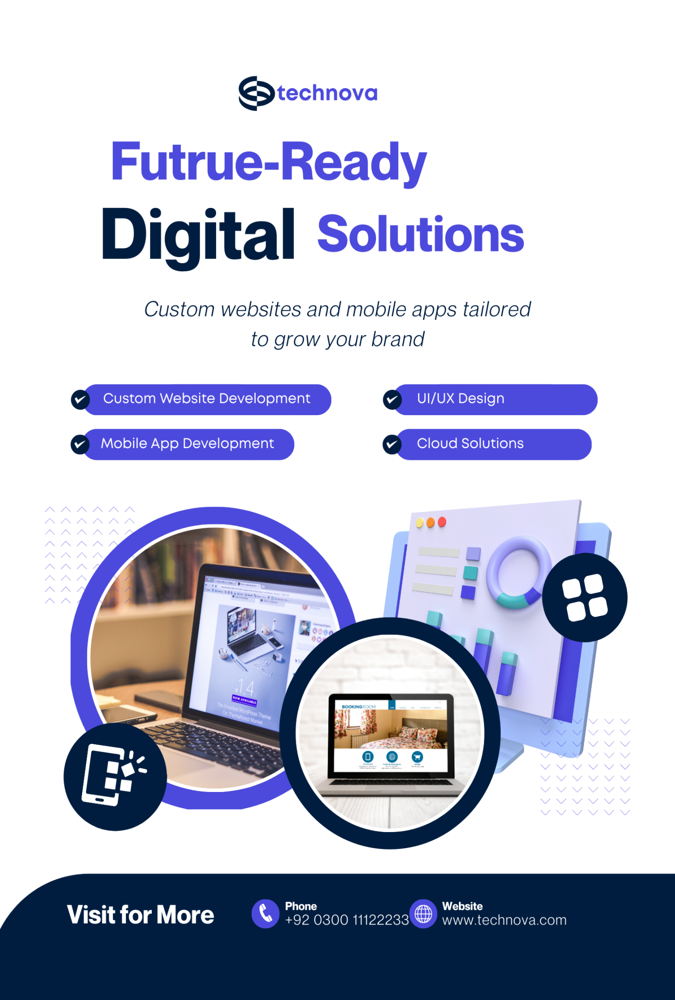 technova
Futrue-Ready
Digital Solutions
Custom websites and mobile apps tailored
to grow your brand
Custom Website Development
UI/UX Design
Mobile App Development
Cloud Solutions
v1.4
NOW AVAILABLE
The Smartest WordPress Theme
On Themeforest Market
BOOKINGROOM
Visit for More
Phone
+92 0300 11122233
Website
www.technova.com